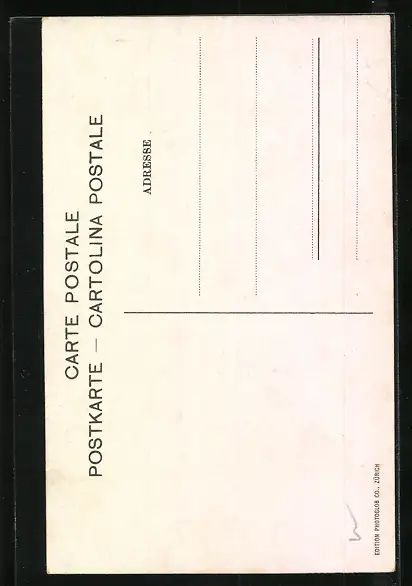 CARTE POSTALE
POSTKARTE — CARTOLINA POSTALE
ADRESSE
EDITION PHOTOGLOB CO., ZÜRICH